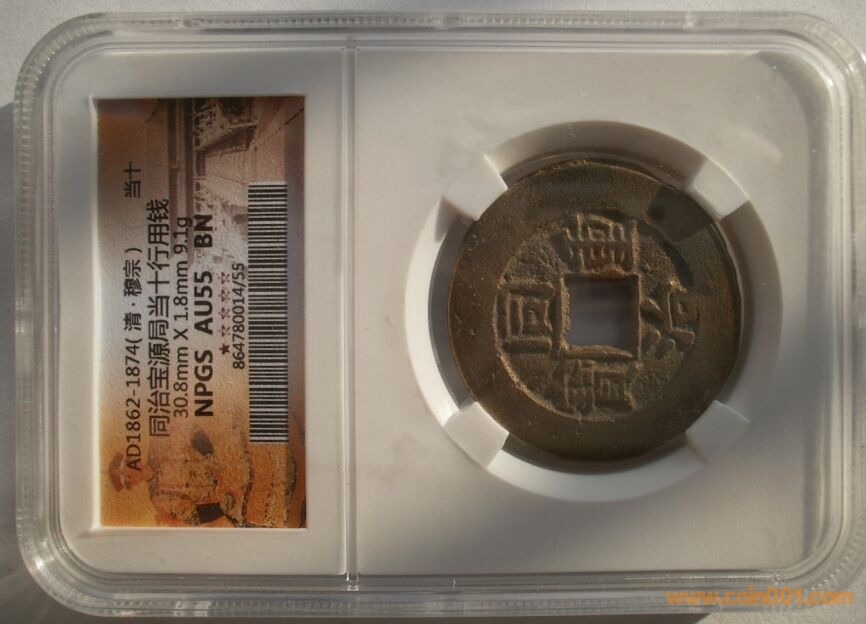 AD1862-1874( 清 · 穆宗 ) 当十
同治宝源局当十行用钱
30.8mm X 1.8mm 9.1g
NPGS AU55 BN
★☆☆☆☆
864780014/55
同治重寶
www.coin001.com